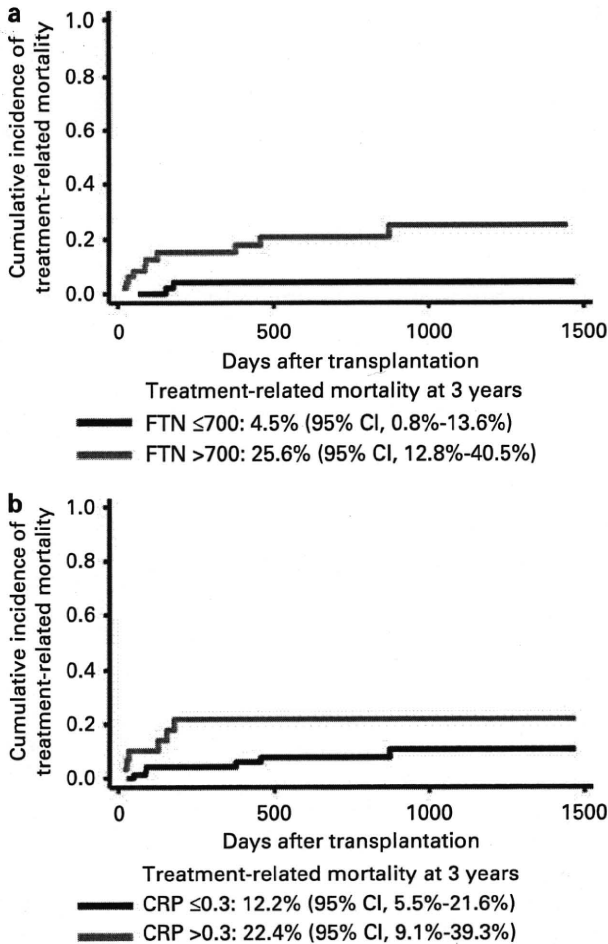 a
Cumulative incidence of
treatment-related mortality
1.0
0.8
0.6
0.4
0.2
0.0
0 500 1000 1500
Days after transplantation
Treatment-related mortality at 3 years
FTN ≤700: 4.5% (95% CI, 0.8%-13.6%)
FTN >700: 25.6% (95% CI, 12.8%-40.5%)
b
Cumulative incidence of
treatment-related mortality
1.0
0.8
0.6
0.4
0.2
0.0
0 500 1000 1500
Days after transplantation
Treatment-related mortality at 3 years
CRP ≤0.3: 12.2% (95% CI, 5.5%-21.6%)
CRP >0.3: 22.4% (95% CI, 9.1%-39.3%)